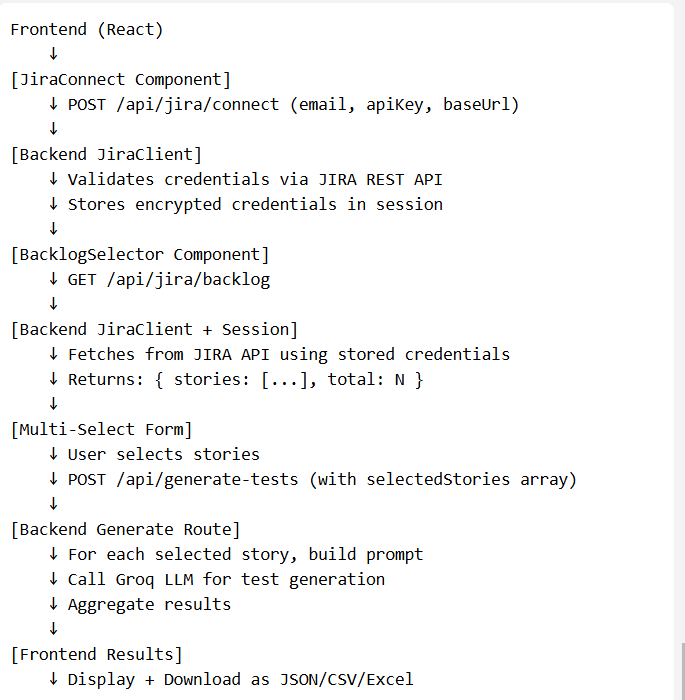 Frontend (React)
↓
[JiraConnect Component]
↓ POST /api/jira/connect (email, apiKey, baseUrl)
↓
[Backend JiraClient]
↓ Validates credentials via JIRA REST API
↓ Stores encrypted credentials in session
↓
[BacklogSelector Component]
↓ GET /api/jira/backlog
↓
[Backend JiraClient + Session]
↓ Fetches from JIRA API using stored credentials
↓ Returns: { stories: [...], total: N }
↓
[Multi-Select Form]
↓ User selects stories
↓ POST /api/generate-tests (with selectedStories array)
↓
[Backend Generate Route]
↓ For each selected story, build prompt
↓ Call Groq LLM for test generation
↓ Aggregate results
↓
[Frontend Results]
↓ Display + Download as JSON/CSV/Excel